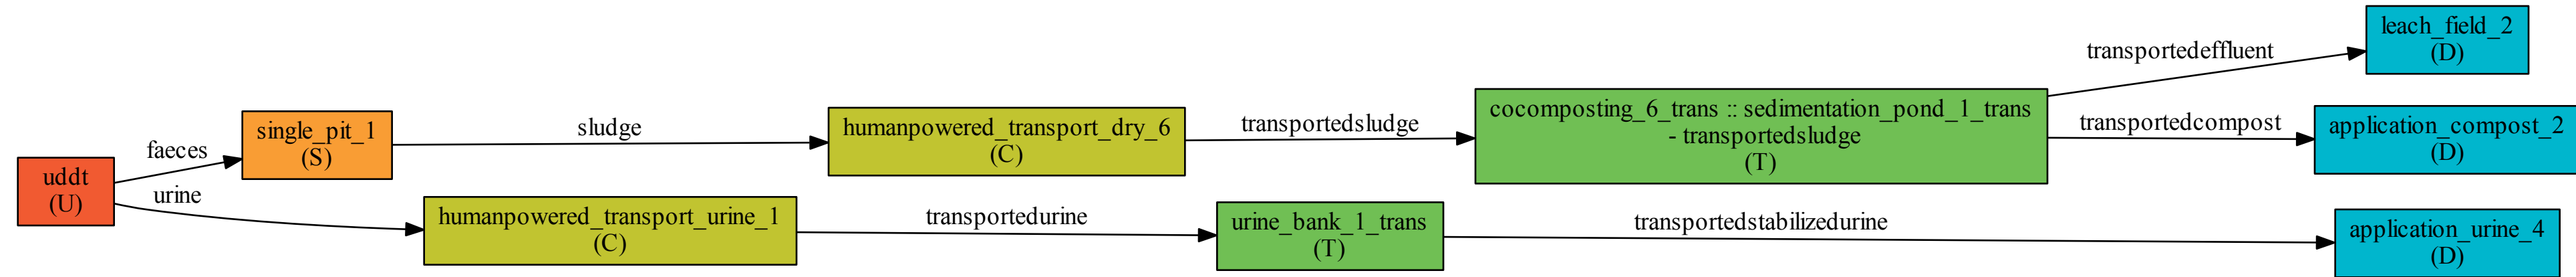 uddt
(U)
faeces
urine
single_pit_1
(S)
sludge
humanpowered_transport_dry_6
(C)
transportedsludge
cocomposting_6_trans :: sedimentation_pond_1_trans
- transportedsludge
(T)
transportedeffluent
leach_field_2
(D)
transportedcompost
application_compost_2
(D)
humanpowered_transport_urine_1
(C)
transportedurine
urine_bank_1_trans
(T)
transportedstabilizedurine
application_urine_4
(D)